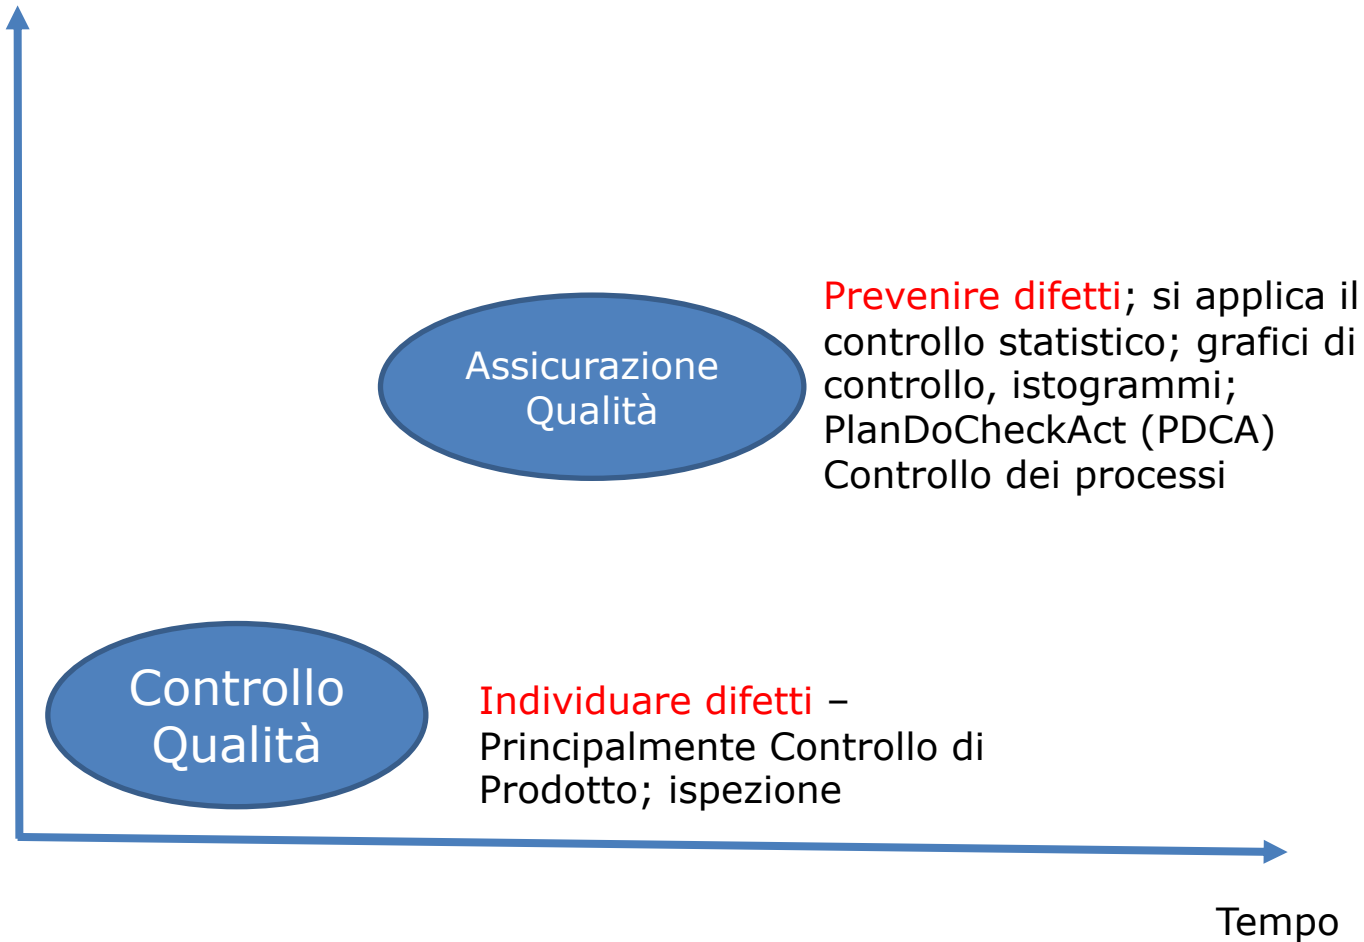 Assicurazione
Qualità
Prevenire difetti; si applica il
controllo statistico; grafici di
controllo, istogrammi;
PlanDoCheckAct (PDCA)
Controllo dei processi
Controllo
Qualità
Individuare difetti –
Principalmente Controllo di
Prodotto; ispezione
Tempo